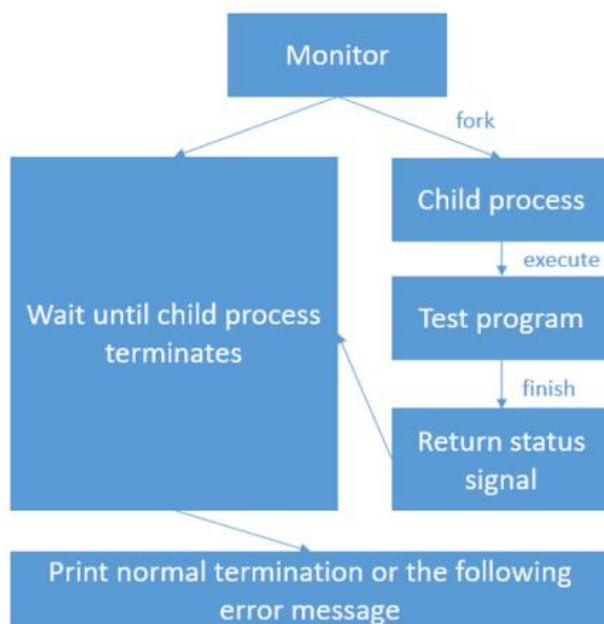 Monitor
fork
Child process
execute
Wait until child process
terminates
Test program
finish
Return status
signal
Print normal termination or the following
error message